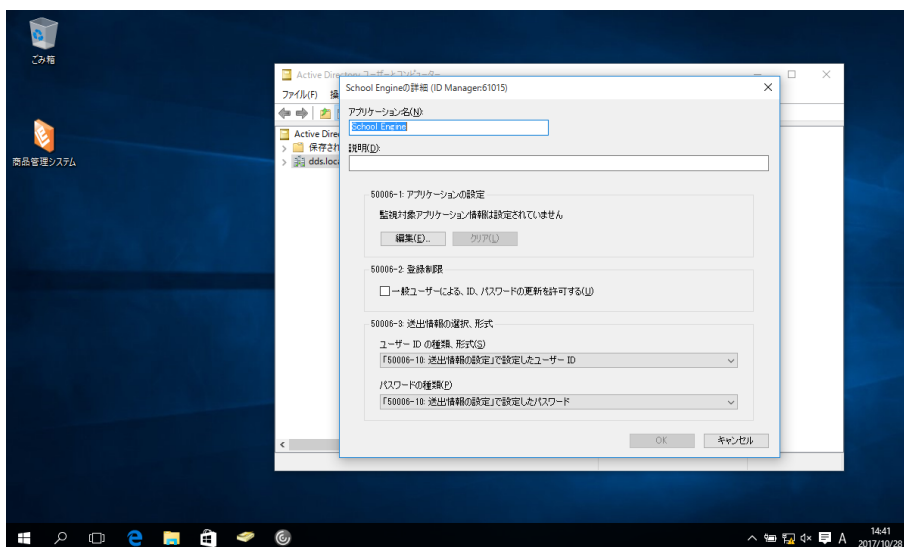 ごみ箱
商品管理システム
Active Directory ユーザーとコンピューター
ファイル(F)
Active Dire
保存され
dds.loca
School Engineの詳細 (ID Manager:61015)
アプリケーション名(N):
School Engine
説明(D):
50006-1: アプリケーションの設定
監視対象アプリケーション情報は設定されていません
編集(E)...
クリア(L)
50006-2: 登録制限
一般ユーザーによる、ID、パスワードの更新を許可する(U)
50006-3: 送出情報の選択、形式
ユーザー ID の種類、形式(S)
「50006-10: 送出情報の設定」で設定したユーザー ID
パスワードの種類(P)
「50006-10: 送出情報の設定」で設定したパスワード
OK
キャンセル
A
14:41
2017/10/28